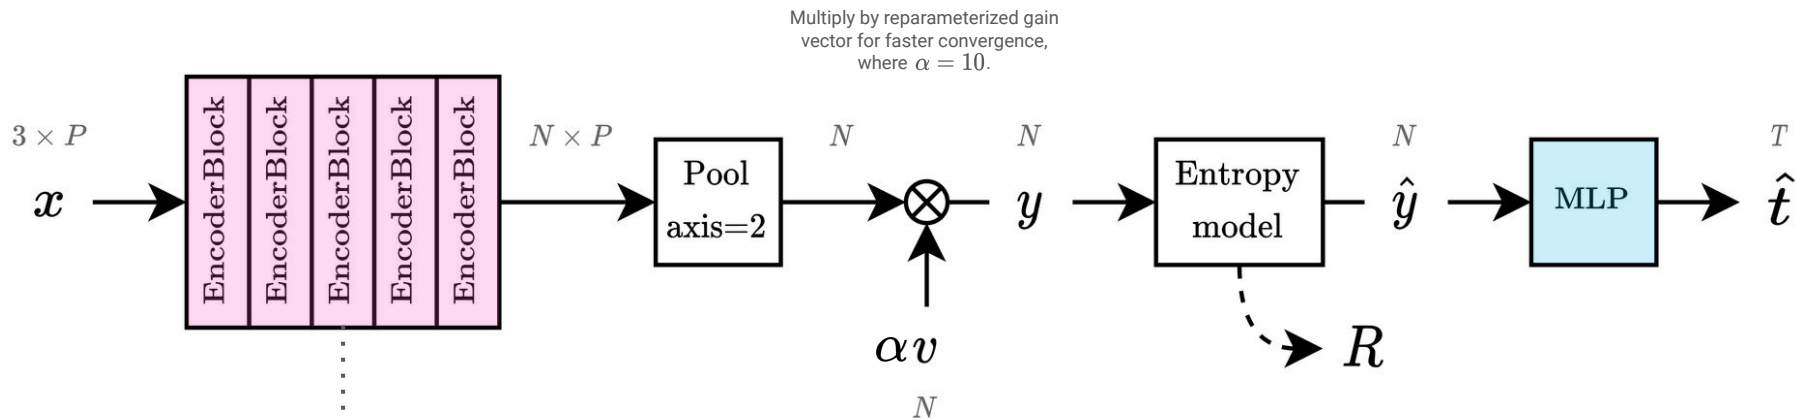 Multiply by reparameterized gain
vector for faster convergence,
where α = 10.
3 × P
N × P
N
N
N
T
x
EncoderBlock
EncoderBlock
EncoderBlock
EncoderBlock
EncoderBlock
Pool
axis=2
y
Entropy
model
ŷ
MLP
t̂
αv
N
R